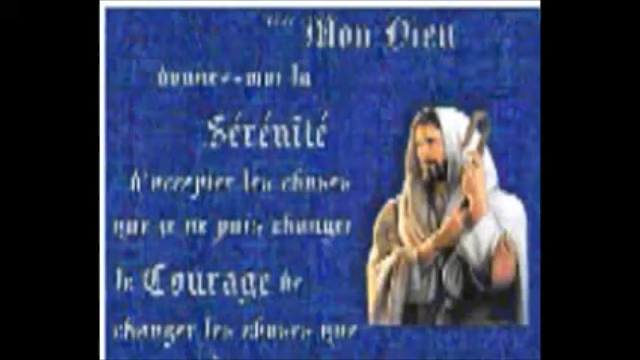 Mon Dieu
donnes-moi la
Sérénité
d'accepter les choses
que je ne puis changer
le Courage de
changer les choses que